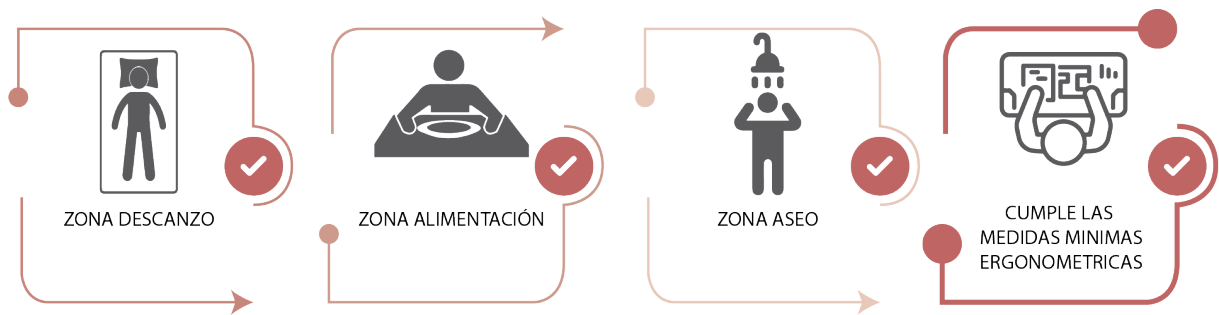 ZONA DESCANZO
ZONA ALIMENTACIÓN
ZONA ASEO
CUMPLE LAS
MEDIDAS MINIMAS
ERGONOMETRICAS